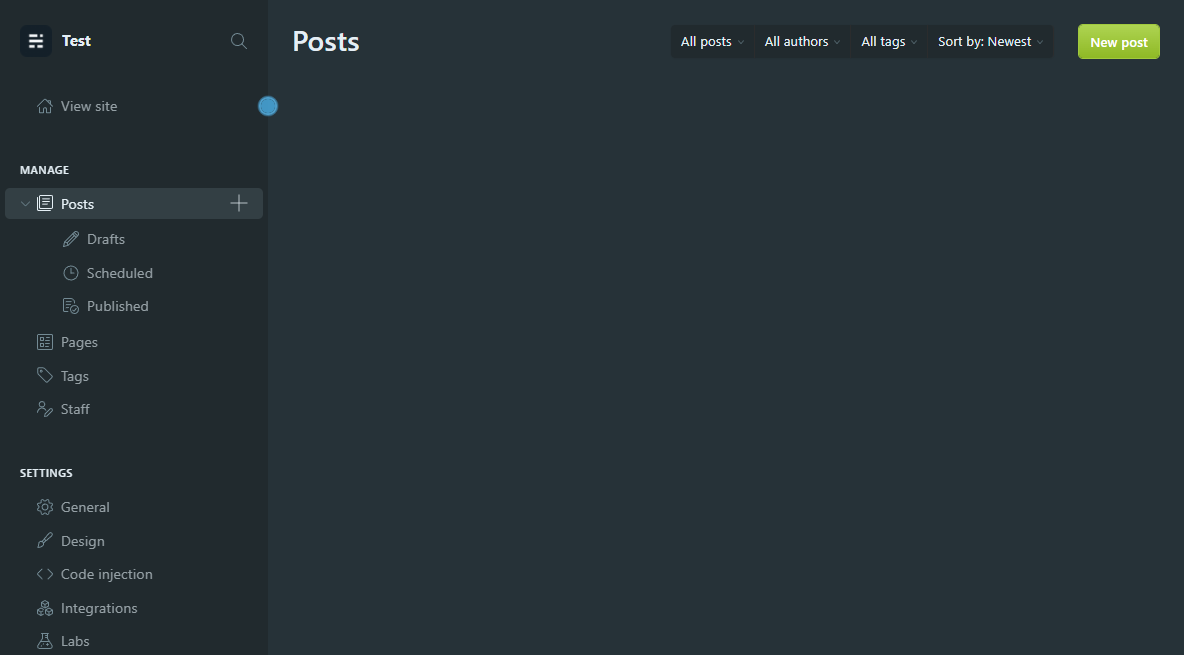 Test
View site
MANAGE
Posts
Drafts
Scheduled
Published
Pages
Tags
Staff
SETTINGS
General
Design
Code injection
Integrations
Labs
Posts
All posts
All authors
All tags
Sort by: Newest
New post